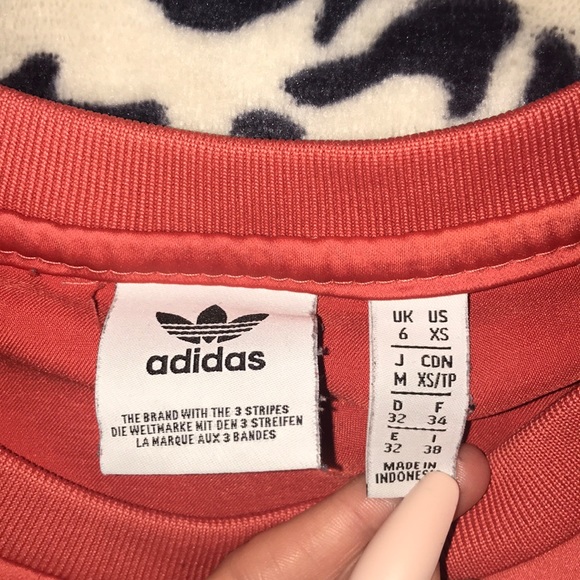 adidas
THE BRAND WITH THE 3 STRIPES
DIE WELTMARKE MIT DEN 3 STREIFEN
LA MARQUE AUX 3 BANDES
UK US
6 XS
J CDN
M XS/TP
D F
32 34
E I
32 38
MADE IN